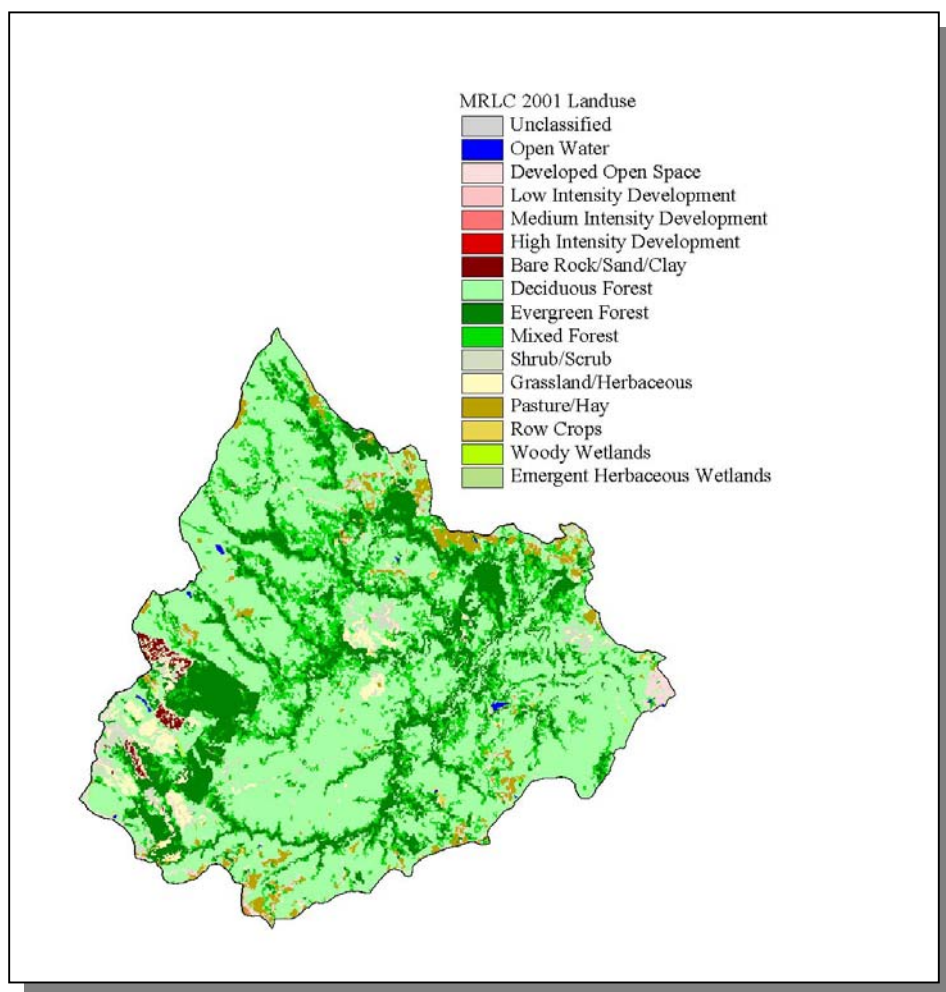 MRLC 2001 Landuse
Unclassified
Open Water
Developed Open Space
Low Intensity Development
Medium Intensity Development
High Intensity Development
Bare Rock/Sand/Clay
Deciduous Forest
Evergreen Forest
Mixed Forest
Shrub/Scrub
Grassland/Herbaceous
Pasture/Hay
Row Crops
Woody Wetlands
Emergent Herbaceous Wetlands